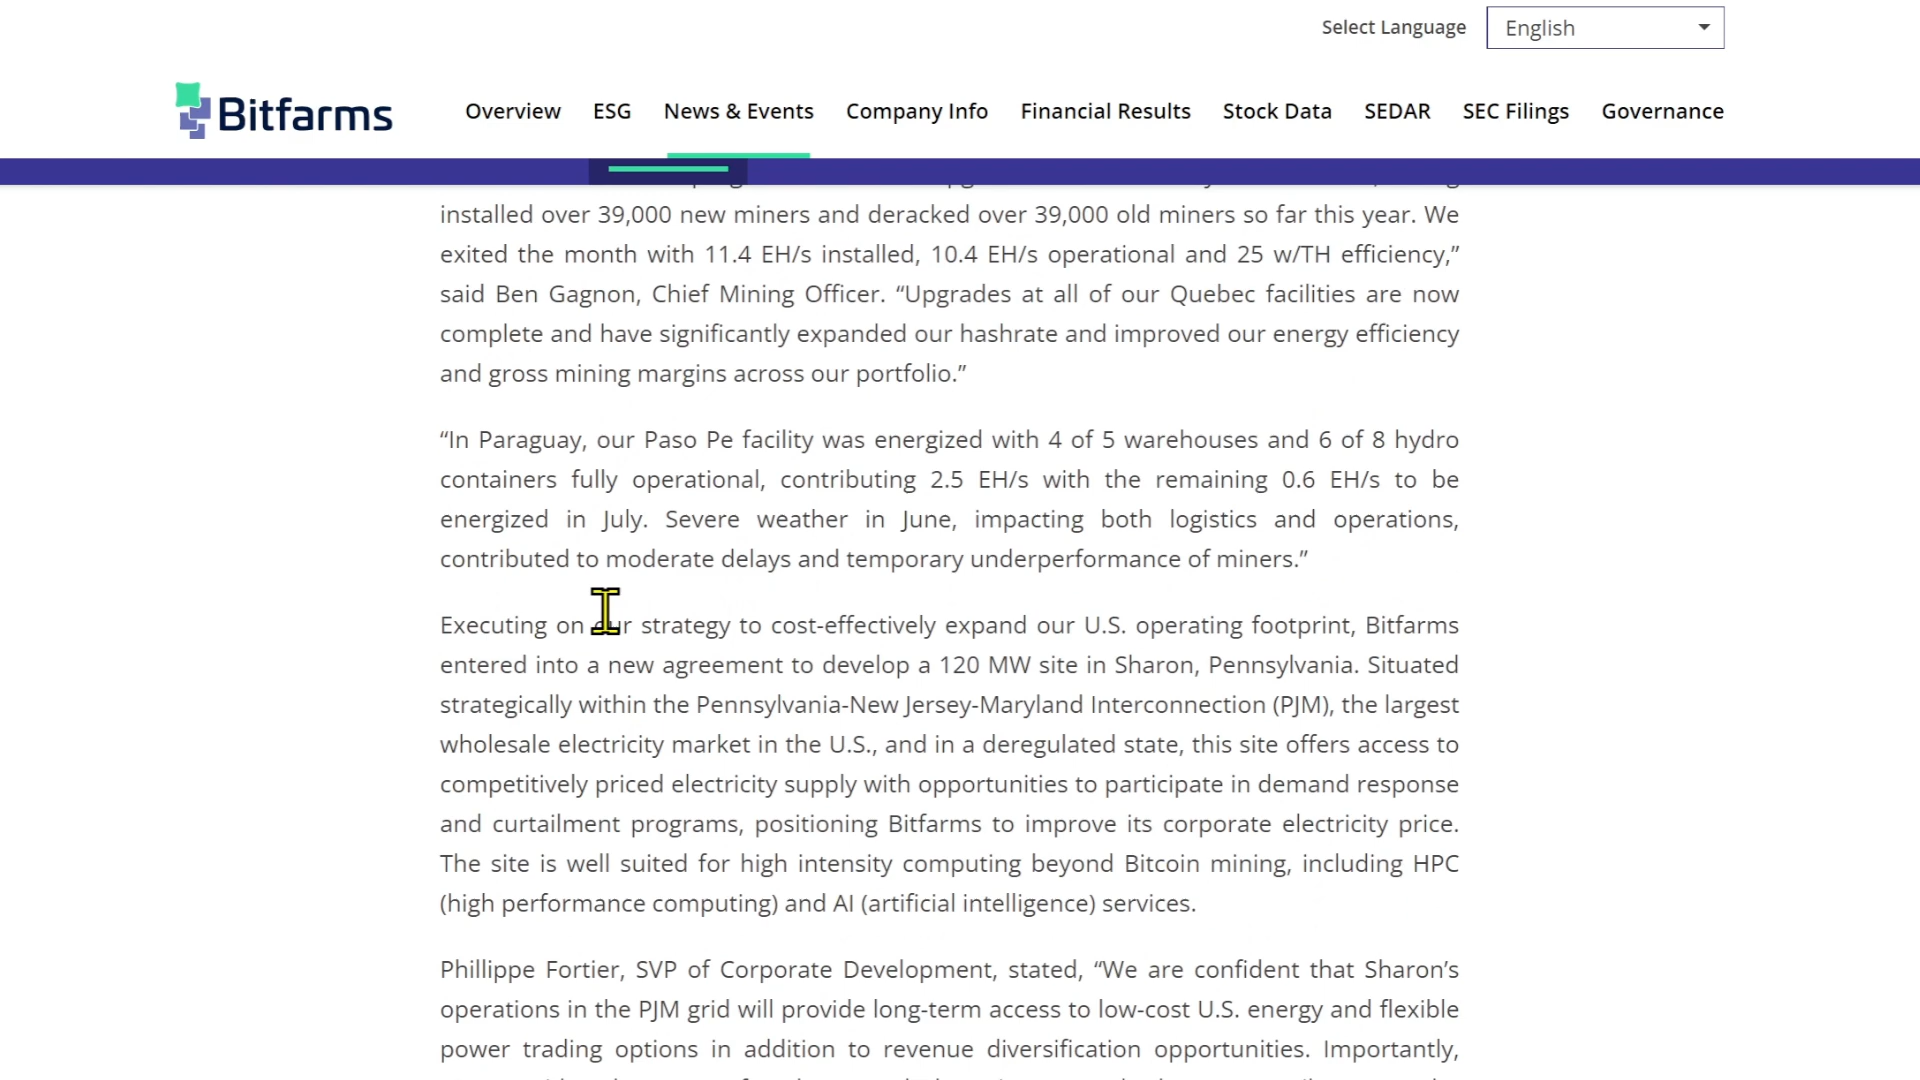 Select Language
English
Bitfarms
Overview
ESG
News & Events
Company Info
Financial Results
Stock Data
SEDAR
SEC Filings
Governance
installed over 39,000 new miners and deracked over 39,000 old miners so far this year. We
exited the month with 11.4 EH/s installed, 10.4 EH/s operational and 25 w/TH efficiency,”
said Ben Gagnon, Chief Mining Officer. “Upgrades at all of our Quebec facilities are now
complete and have significantly expanded our hashrate and improved our energy efficiency
and gross mining margins across our portfolio.”
“In Paraguay, our Paso Pe facility was energized with 4 of 5 warehouses and 6 of 8 hydro
containers fully operational, contributing 2.5 EH/s with the remaining 0.6 EH/s to be
energized in July. Severe weather in June, impacting both logistics and operations,
contributed to moderate delays and temporary underperformance of miners.”
Executing on our strategy to cost-effectively expand our U.S. operating footprint, Bitfarms
entered into a new agreement to develop a 120 MW site in Sharon, Pennsylvania. Situated
strategically within the Pennsylvania-New Jersey-Maryland Interconnection (PJM), the largest
wholesale electricity market in the U.S., and in a deregulated state, this site offers access to
competitively priced electricity supply with opportunities to participate in demand response
and curtailment programs, positioning Bitfarms to improve its corporate electricity price.
The site is well suited for high intensity computing beyond Bitcoin mining, including HPC
(high performance computing) and AI (artificial intelligence) services.
Phillippe Fortier, SVP of Corporate Development, stated, “We are confident that Sharon’s
operations in the PJM grid will provide long-term access to low-cost U.S. energy and flexible
power trading options in addition to revenue diversification opportunities. Importantly,